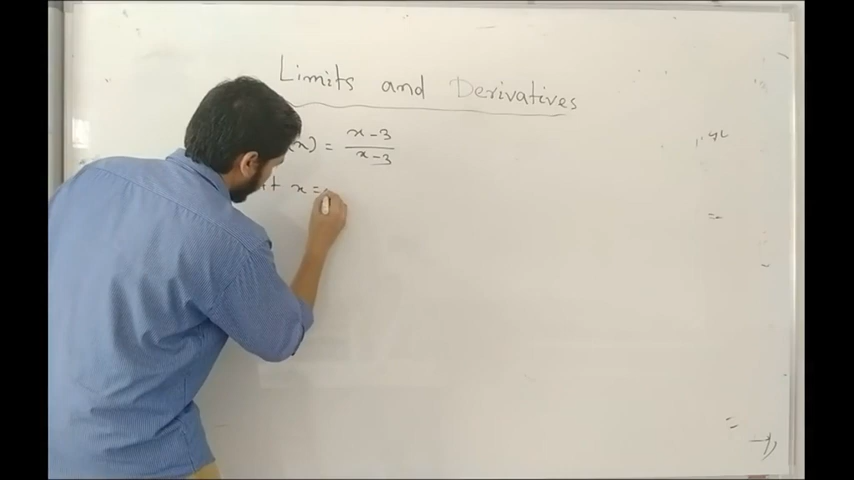 Limits and Derivatives
x) = x-3 / x-3
x =